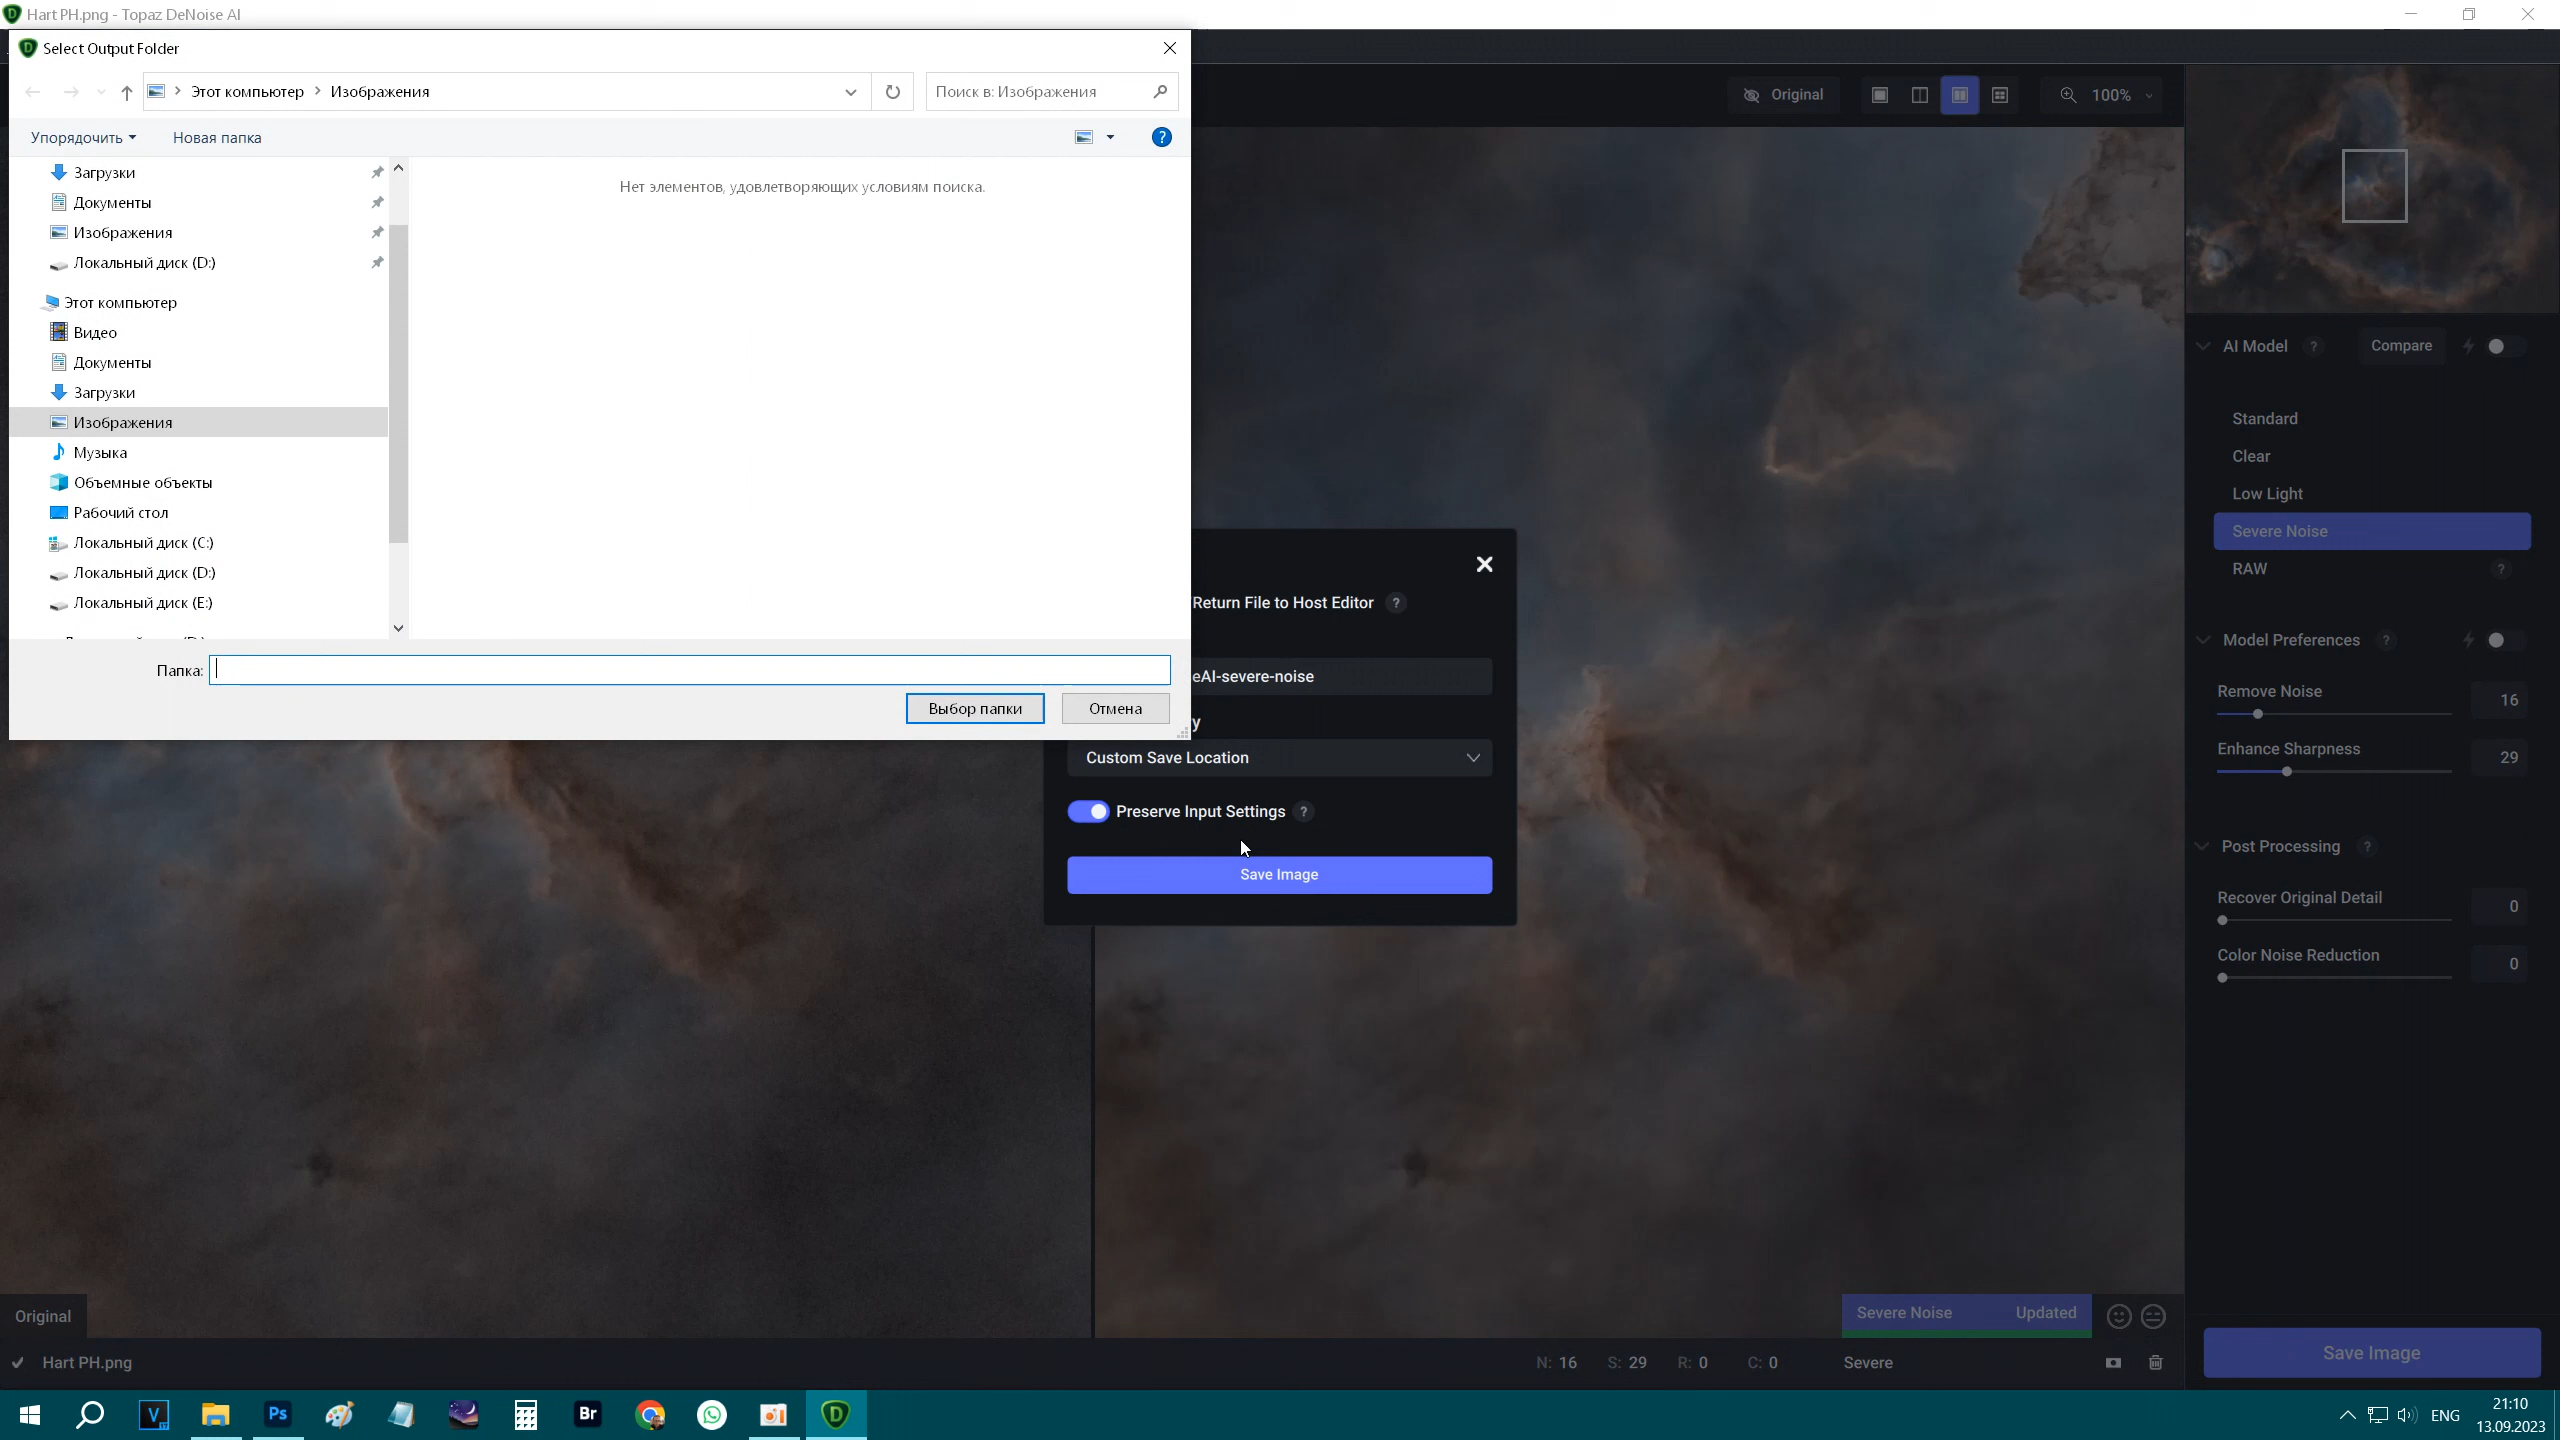 Hart PH.png - Topaz DeNoise AI
Select Output Folder
Этот компьютер
Изображения
Поиск в: Изображения
Упорядочить
Новая папка
Загрузки
Документы
Изображения
Локальный диск (D:)
Этот компьютер
Видео
Документы
Загрузки
Изображения
Музыка
Объемные объекты
Рабочий стол
Локальный диск (C:)
Локальный диск (D:)
Локальный диск (E:)
Нет элементов, удовлетворяющих условиям поиска.
Папка:
Выбор папки
Отмена
Original
100%
Return File to Host Editor ?
eAI-severe-noise
y
Custom Save Location
Preserve Input Settings ?
Save Image
AI Model ?
Compare
Standard
Clear
Low Light
Severe Noise
RAW ?
Model Preferences ?
Remove Noise
16
Enhance Sharpness
29
Post Processing ?
Recover Original Detail
0
Color Noise Reduction
0
Original
Severe Noise
Updated
Hart PH.png
N: 16
S: 29
R: 0
C: 0
Severe
Save Image
V
Ps
Br
D
ENG
21:10
13.09.2023